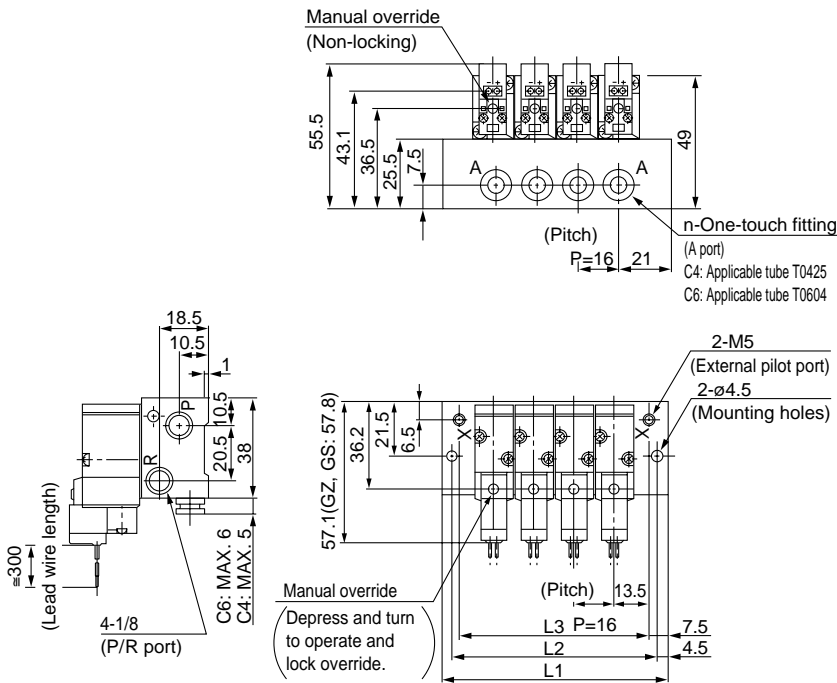 Manual override
(Non-locking)
55.5
43.1
36.5
25.5
7.5
49
A
A
- +
- +
- +
- +
n-One-touch fitting
(A port)
C4: Applicable tube T0425
C6: Applicable tube T0604
(Pitch)
P=16
21
18.5
10.5
1
P
R
10.5
20.5
38
≅300
(Lead wire length)
C6: MAX. 6
C4: MAX. 5
4-1/8
(P/R port)
2-M5
(External pilot port)
2-ø4.5
(Mounting holes)
57.1(GZ, GS: 57.8)
36.2
21.5
6.5
X
X
Manual override
(Depress and turn
to operate and
lock override.)
(Pitch)
13.5
P=16
L3
7.5
L2
4.5
L1